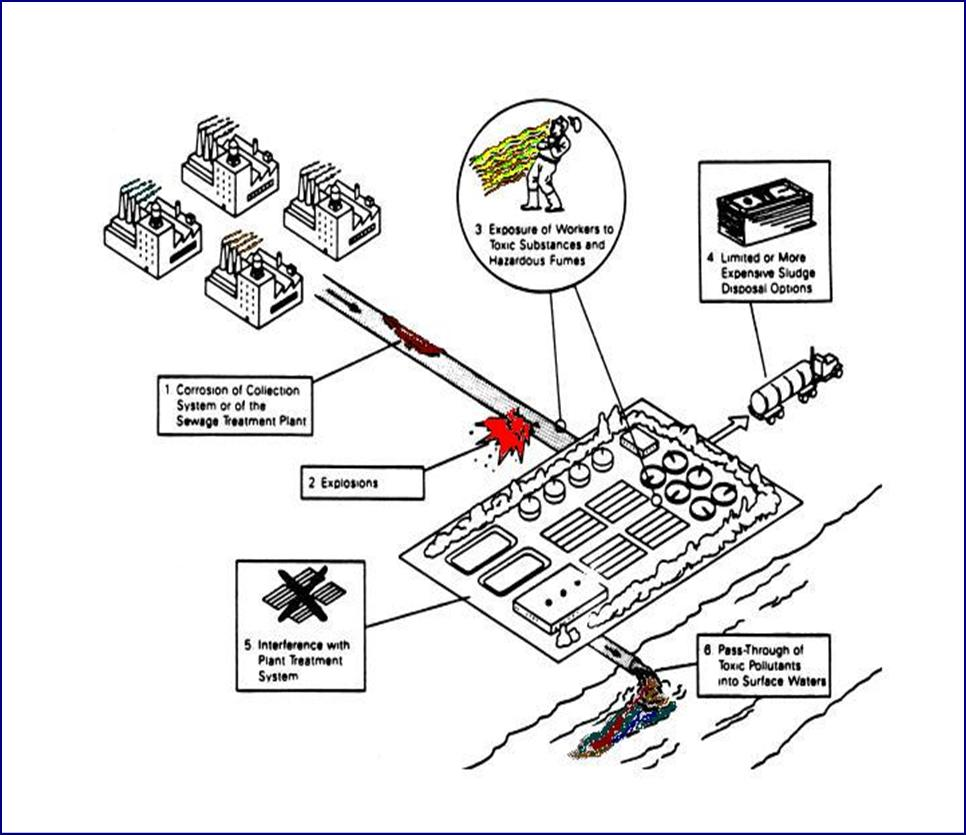 3 Exposure of Workers to
Toxic Substances and
Hazardous Fumes
4 Limited or More
Expensive Sludge
Disposal Options
1 Corrosion of Collection
System or of the
Sewage Treatment Plant
2 Explosions
5 Interference with
Plant Treatment
System
6 Pass-Through of
Toxic Pollutants
into Surface Waters